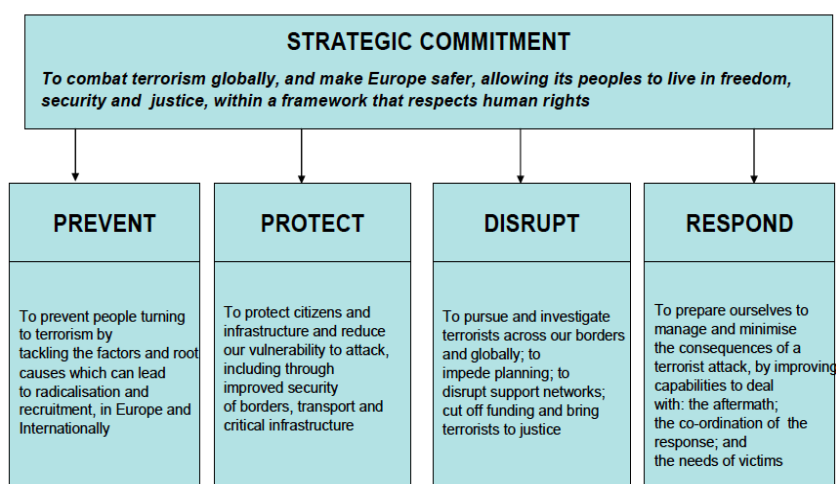 STRATEGIC COMMITMENT
To combat terrorism globally, and make Europe safer, allowing its peoples to live in freedom,
security and justice, within a framework that respects human rights
PREVENT
To prevent people turning
to terrorism by
tackling the factors and root
causes which can lead
to radicalisation and
recruitment, in Europe and
Internationally
PROTECT
To protect citizens and
infrastructure and reduce
our vulnerability to attack,
including through
improved security
of borders, transport and
critical infrastructure
DISRUPT
To pursue and investigate
terrorists across our borders
and globally; to
impede planning; to
disrupt support networks;
cut off funding and bring
terrorists to justice
RESPOND
To prepare ourselves to
manage and minimise
the consequences of a
terrorist attack, by improving
capabilities to deal
with: the aftermath;
the co-ordination of the
response; and
the needs of victims